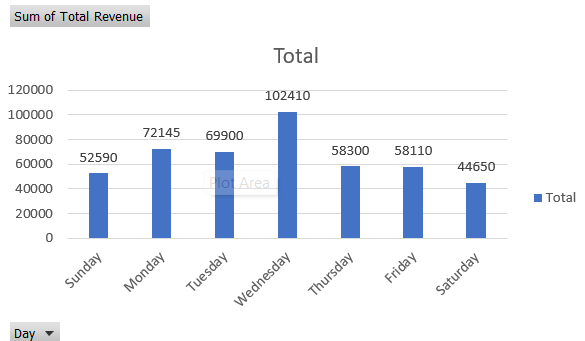 Sum of Total Revenue
Total
120000
100000
80000
60000
40000
20000
0
52590
72145
69900
102410
58300
58110
44650
Plot Area
Sunday
Monday
Tuesday
Wednesday
Thursday
Friday
Saturday
Total
Day